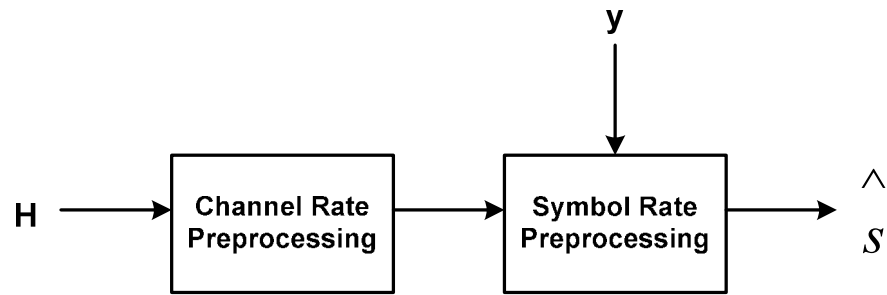 y
H
Channel Rate
Preprocessing
Symbol Rate
Preprocessing
^
s